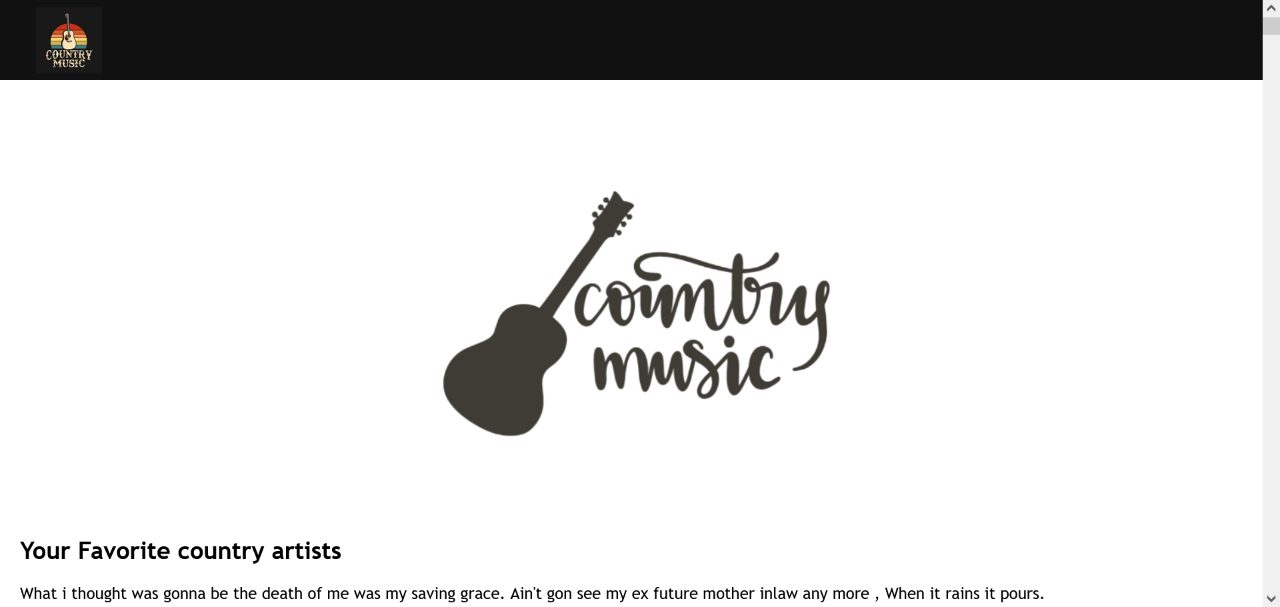 COUNTRY
MUSIC
country
music
Your Favorite country artists
What i thought was gonna be the death of me was my saving grace. Ain't gon see my ex future mother inlaw any more , When it rains it pours.